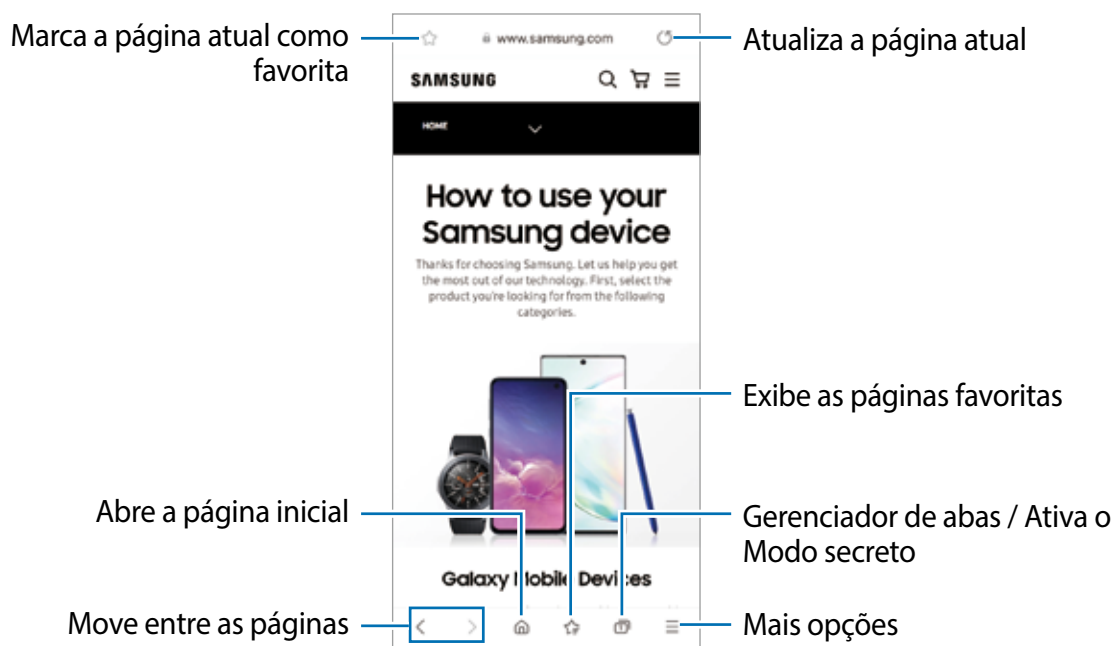 Marca a página atual como
favorita
www.samsung.com
Atualiza a página atual
SAMSUNG
HOME
How to use your
Samsung device
Thanks for choosing Samsung. Let us help you get
the most out of our technology. First, select the
product you're looking for from the following
categories.
Exibe as páginas favoritas
Abre a página inicial
Gerenciador de abas / Ativa o
Modo secreto
Galaxy Mobile Devices
Move entre as páginas
Mais opções